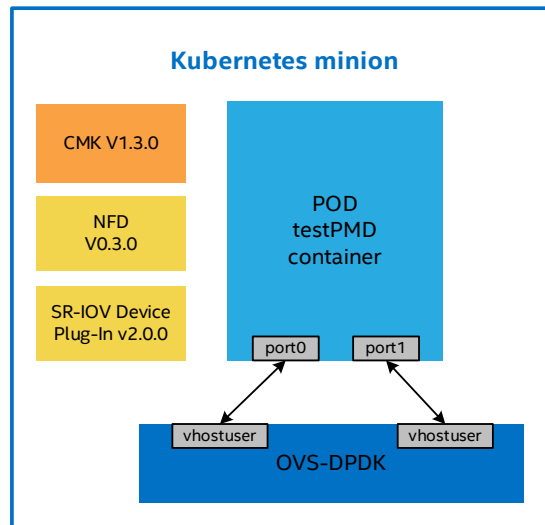 Kubernetes minion
CMK V1.3.0
NFD
V0.3.0
SR-IOV Device
Plug-In v2.0.0
POD
testPMD
container
port0
port1
vhostuser
vhostuser
OVS-DPDK